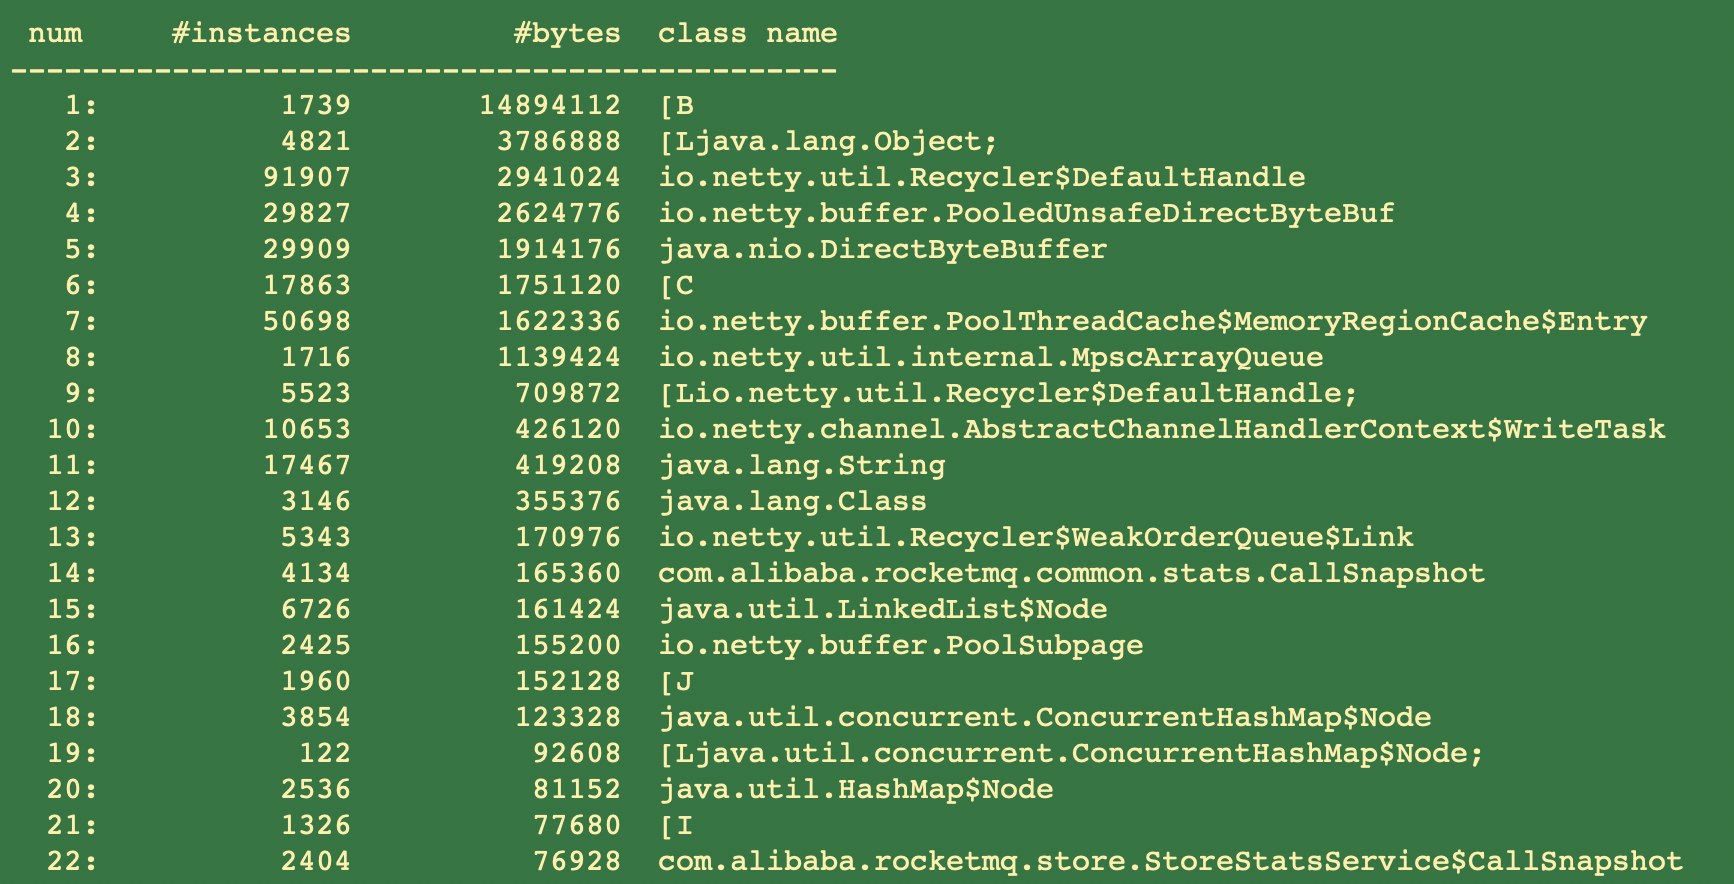 num #instances #bytes class name
----------------------------------------------
1: 1739 14894112 [B
2: 4821 3786888 [Ljava.lang.Object;
3: 91907 2941024 io.netty.util.Recycler$DefaultHandle
4: 29827 2624776 io.netty.buffer.PooledUnsafeDirectByteBuf
5: 29909 1914176 java.nio.DirectByteBuffer
6: 17863 1751120 [C
7: 50698 1622336 io.netty.buffer.PoolThreadCache$MemoryRegionCache$Entry
8: 1716 1139424 io.netty.util.internal.MpscArrayQueue
9: 5523 709872 [Lio.netty.util.Recycler$DefaultHandle;
10: 10653 426120 io.netty.channel.AbstractChannelHandlerContext$WriteTask
11: 17467 419208 java.lang.String
12: 3146 355376 java.lang.Class
13: 5343 170976 io.netty.util.Recycler$WeakOrderQueue$Link
14: 4134 165360 com.alibaba.rocketmq.common.stats.CallSnapshot
15: 6726 161424 java.util.LinkedList$Node
16: 2425 155200 io.netty.buffer.PoolSubpage
17: 1960 152128 [J
18: 3854 123328 java.util.concurrent.ConcurrentHashMap$Node
19: 122 92608 [Ljava.util.concurrent.ConcurrentHashMap$Node;
20: 2536 81152 java.util.HashMap$Node
21: 1326 77680 [I
22: 2404 76928 com.alibaba.rocketmq.store.StoreStatsService$CallSnapshot